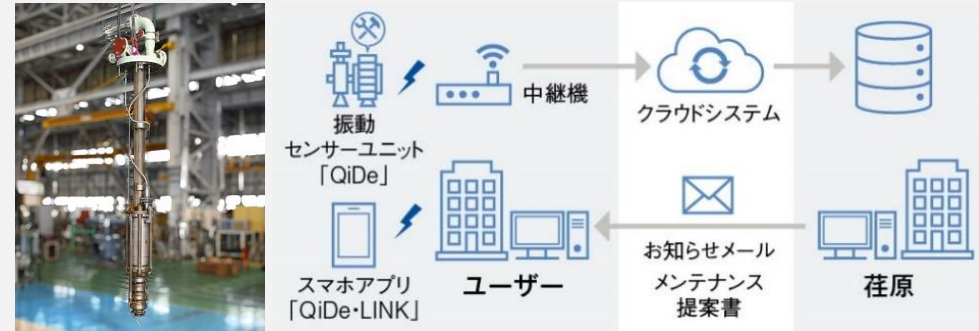 中継機
クラウドシステム
振動
センサーユニット
「QiDe」
お知らせメール
メンテナンス
提案書
スマホアプリ
「QiDe・LINK」
ユーザー
荏原